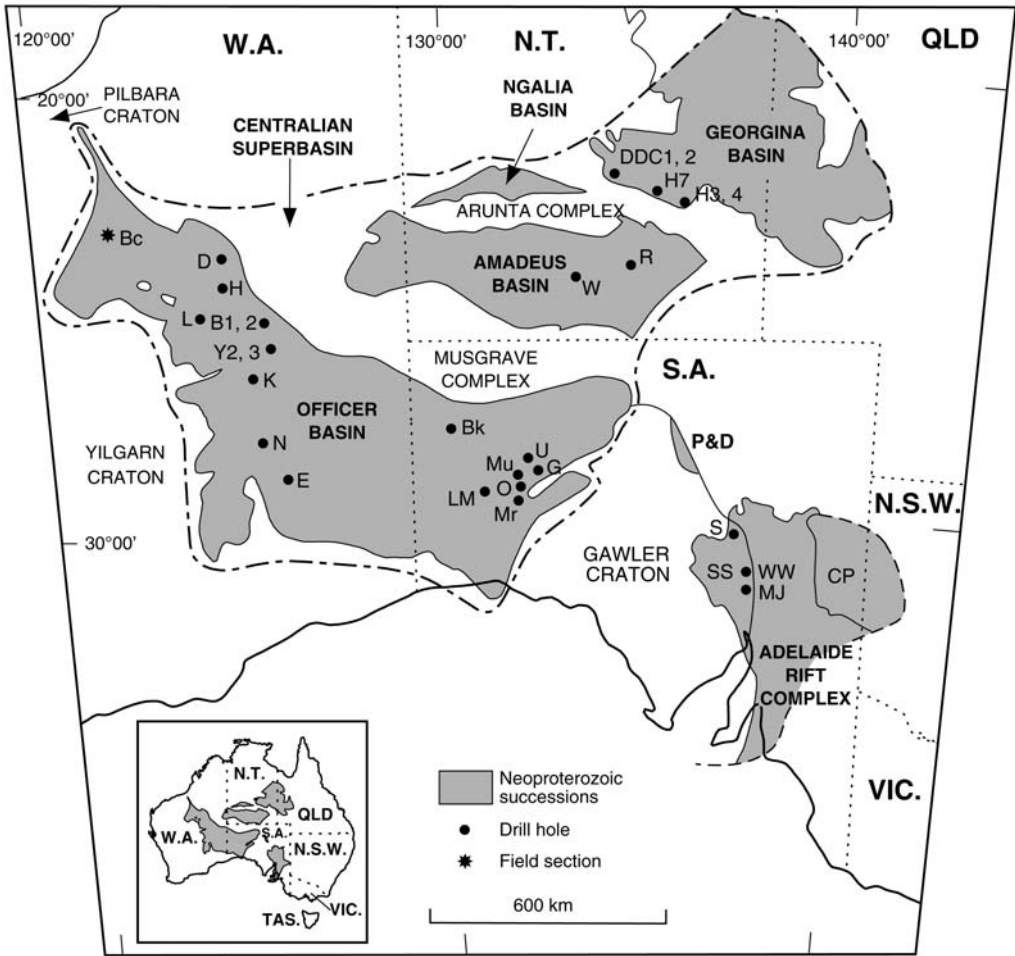 120°00'
W.A.
130°00'
N.T.
140°00'
QLD
20°00'
PILBARA
CRATON
NGALIA
BASIN
CENTRALIAN
SUPERBASIN
GEORGINA
BASIN
DDC1, 2
H7
H3, 4
ARUNTA COMPLEX
Bc
D
H
AMADEUS
BASIN
R
W
L
B1, 2
Y2, 3
K
MUSGRAVE
COMPLEX
S.A.
OFFICER
BASIN
Bk
P&D
N
U
YILGARN
CRATON
E
Mu
G
O
LM
Mr
N.S.W.
30°00'
S
GAWLER
CRATON
SS
WW
CP
MJ
ADELAIDE
RIFT
COMPLEX
VIC.
N.T.
QLD
W.A.
S.A.
N.S.W.
VIC.
TAS.
Neoproterozoic
successions
Drill hole
Field section
600 km